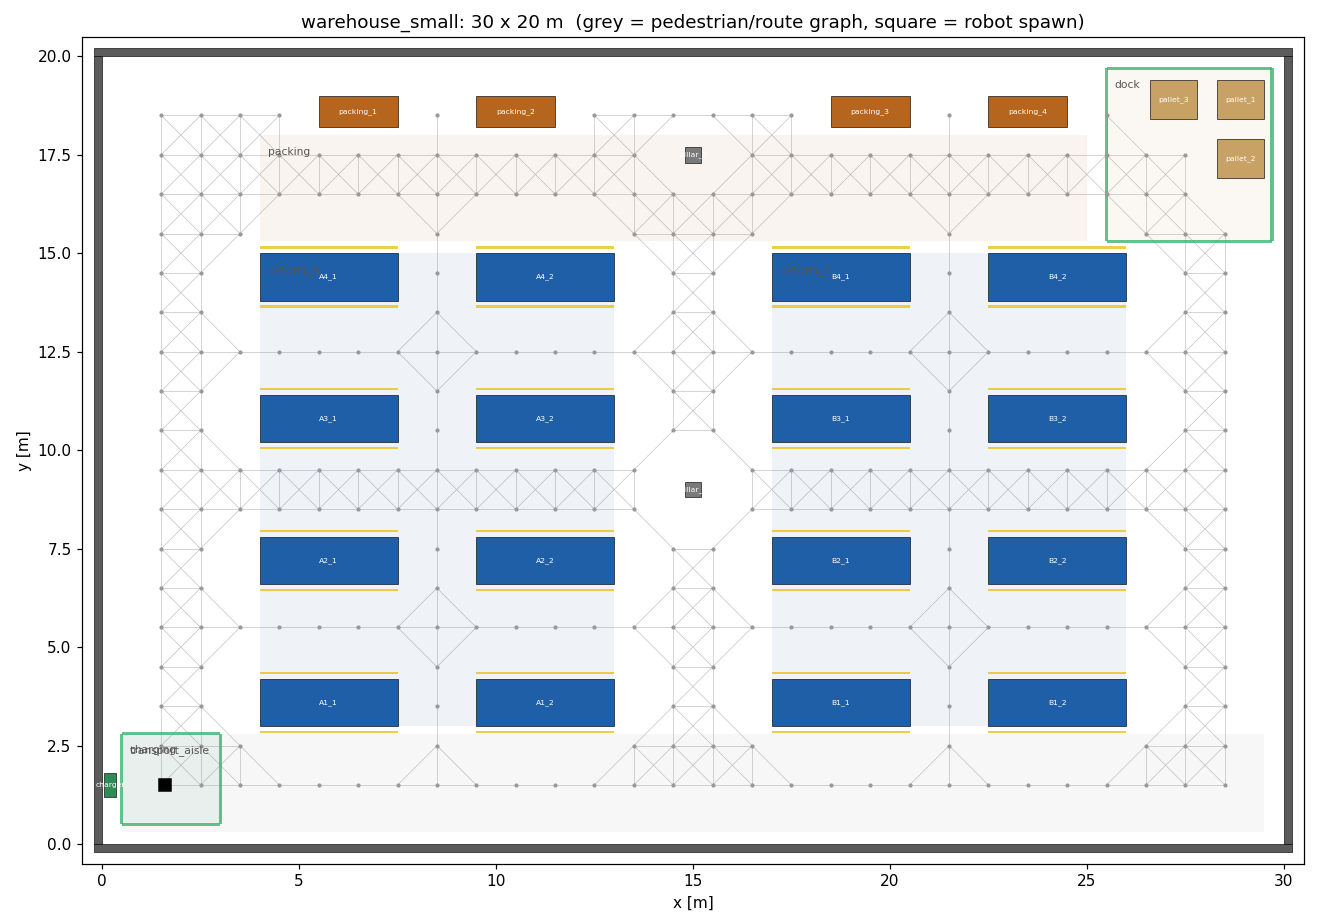 warehouse_small: 30 x 20 m  (grey = pedestrian/route graph, square = robot spawn)
20.0
17.5
15.0
12.5
10.0
7.5
5.0
2.5
0.0
y [m]
dock
pallet_3
pallet_1
pallet_2
packing_1
packing_2
packing_3
packing_4
packing
A4_1
A4_2
B4_1
B4_2
A3_1
A3_2
B3_1
B3_2
A2_1
A2_2
B2_1
B2_2
A1_1
A1_2
B1_1
B1_2
transport_aisle
0
5
10
15
20
25
30
x [m]